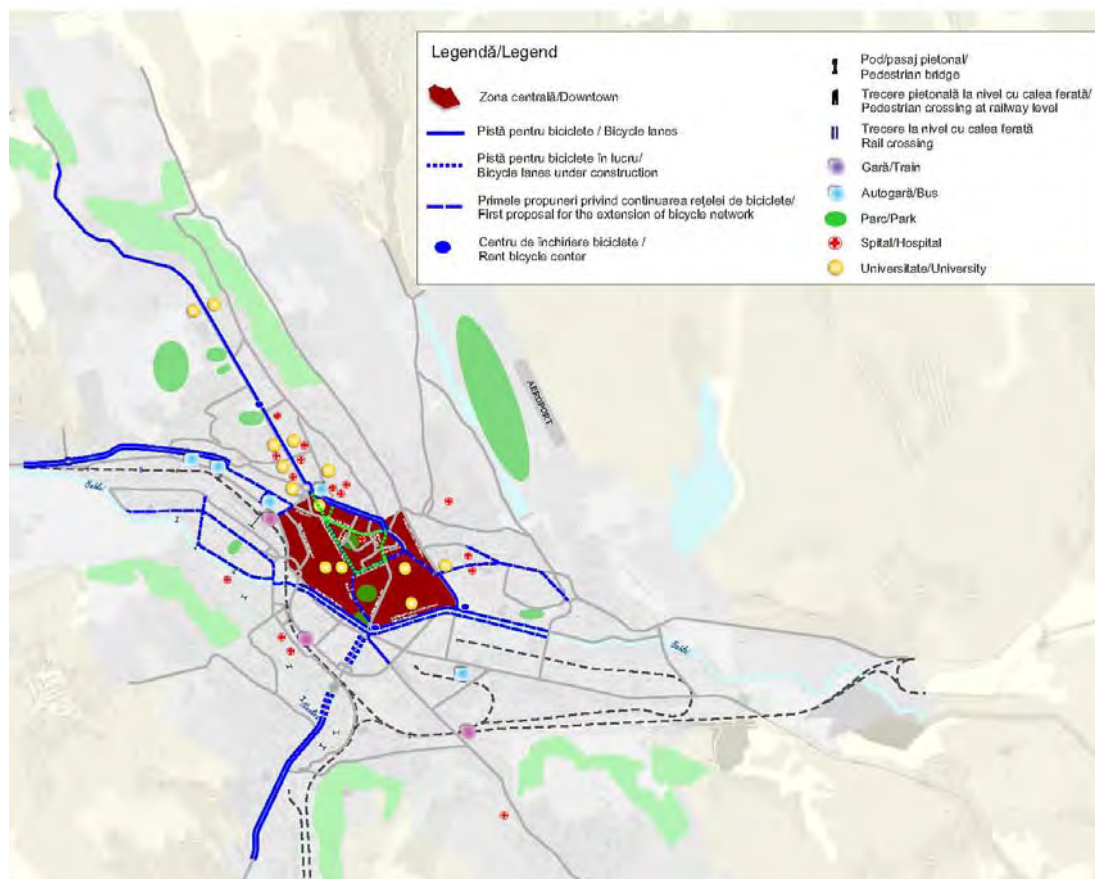 Legendă/Legend
Zona centrală/Downtown
Pistă pentru biciclete / Bicycle lanes
Pistă pentru biciclete în lucru/
Bicycle lanes under construction
Primele propuneri privind continuarea rețelei de biciclete/
First proposal for the extension of bicycle network
Centru de închiriere biciclete /
Rent bicycle center
Pod/pasaj pietonal/
Pedestrian bridge
Trecere pietonală la nivel cu calea ferată/
Pedestrian crossing at railway level
Trecere la nivel cu calea ferată
Rail crossing
Gară/Train
Autogară/Bus
Parc/Park
Spital/Hospital
Universitate/University
AEROPORT